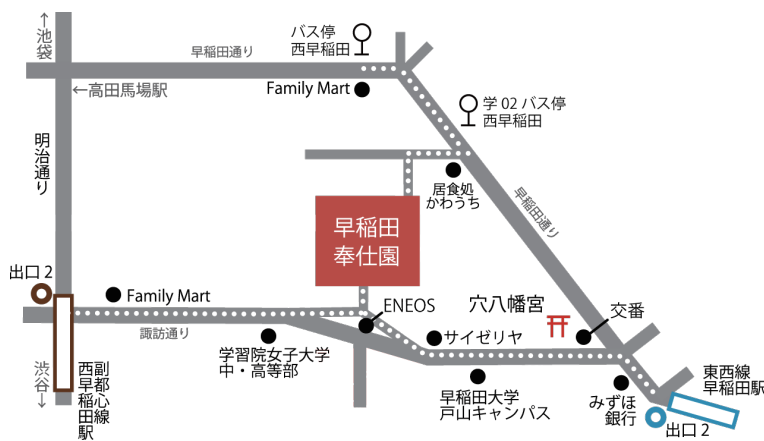 ↑池袋
バス停
西早稲田
早稲田通り
←高田馬場駅
Family Mart
学 02 バス停
西早稲田
明治通り
居食処
かわうち
早稲田通り
早稲田
奉仕園
出口 2
Family Mart
ENEOS
穴八幡宮
交番
諏訪通り
サイゼリヤ
学習院女子大学
中・高等部
渋谷↓
副都心線
西早稲田駅
早稲田大学
戸山キャンパス
みずほ
銀行
東西線
早稲田駅
出口 2